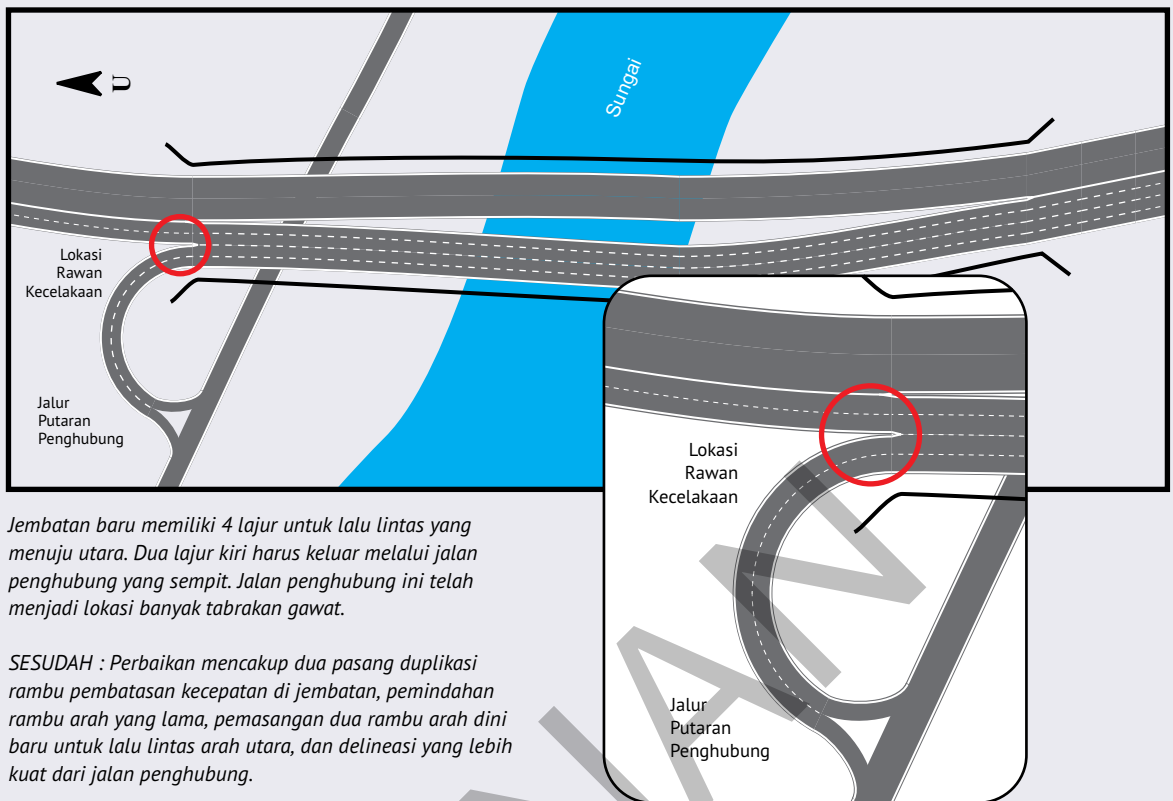 U
Sungai
Lokasi
Rawan
Kecelakaan
Jalur
Putaran
Penghubung
Lokasi
Rawan
Kecelakaan
Jalur
Putaran
Penghubung
Jembatan baru memiliki 4 lajur untuk lalu lintas yang
menuju utara. Dua lajur kiri harus keluar melalui jalan
penghubung yang sempit. Jalan penghubung ini telah
menjadi lokasi banyak tabrakan gawat.
SESUDAH : Perbaikan mencakup dua pasang duplikasi
rambu pembatasan kecepatan di jembatan, pemindahan
rambu arah yang lama, pemasangan dua rambu arah dini
baru untuk lalu lintas arah utara, dan delineasi yang lebih
kuat dari jalan penghubung.